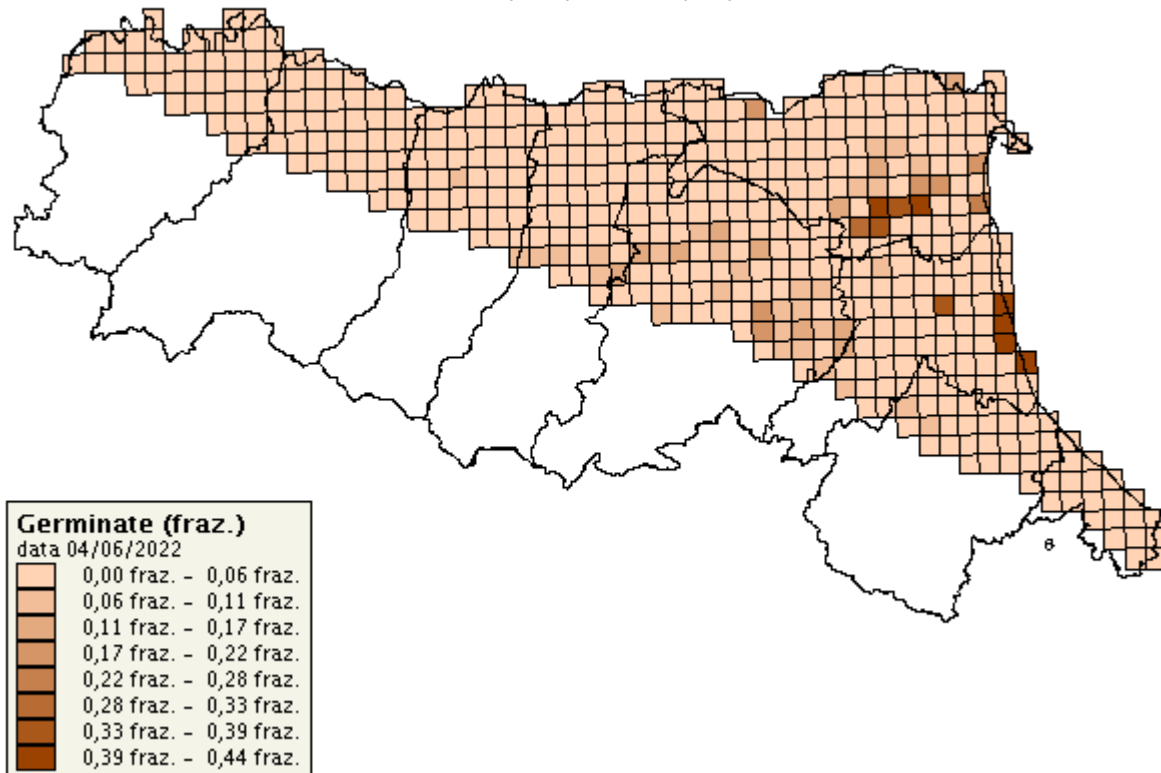 Germinate (fraz.)
data 04/06/2022
0,00 fraz. - 0,06 fraz.
0,06 fraz. - 0,11 fraz.
0,11 fraz. - 0,17 fraz.
0,17 fraz. - 0,22 fraz.
0,22 fraz. - 0,28 fraz.
0,28 fraz. - 0,33 fraz.
0,33 fraz. - 0,39 fraz.
0,39 fraz. - 0,44 fraz.